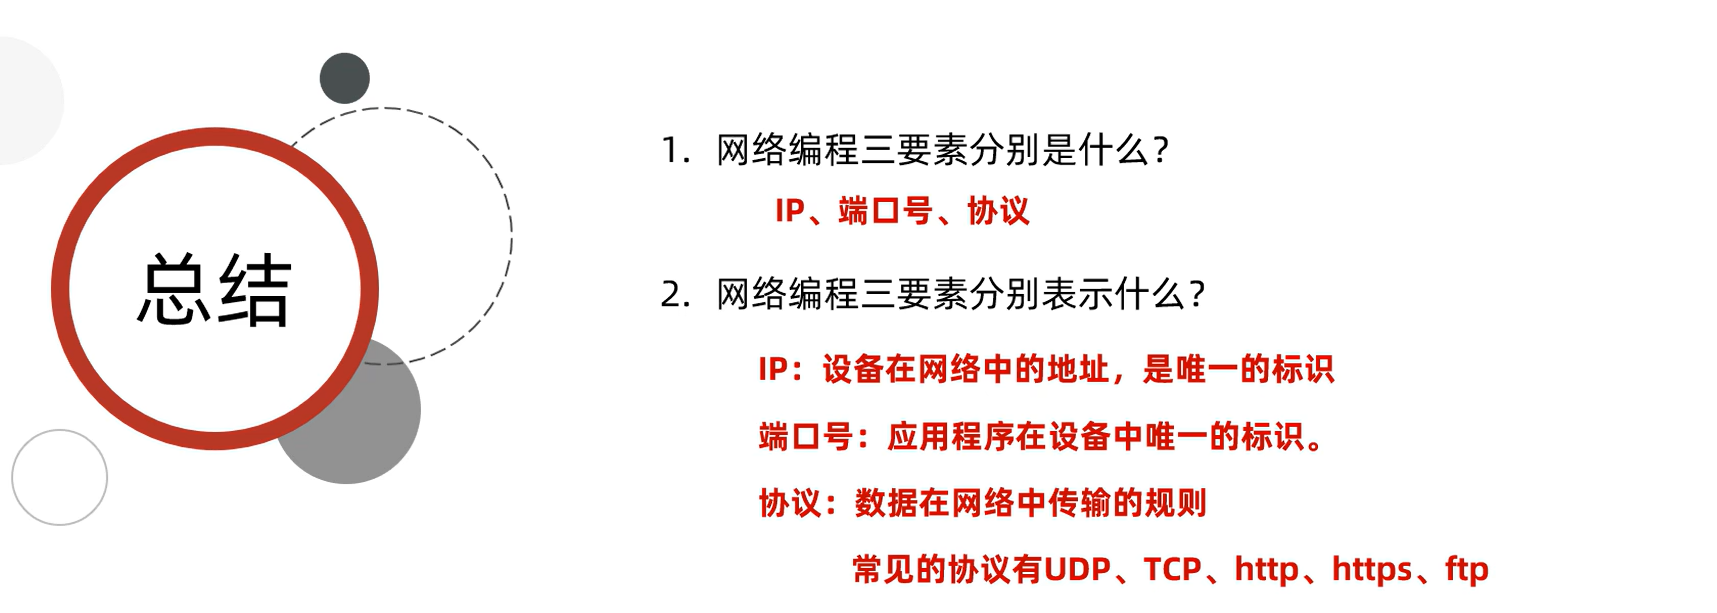 总结
1. 网络编程三要素分别是什么？
IP、端口号、协议
2. 网络编程三要素分别表示什么？
IP：设备在网络中的地址，是唯一的标识
端口号：应用程序在设备中唯一的标识。
协议：数据在网络中传输的规则
常见的协议有UDP、TCP、http、https、ftp